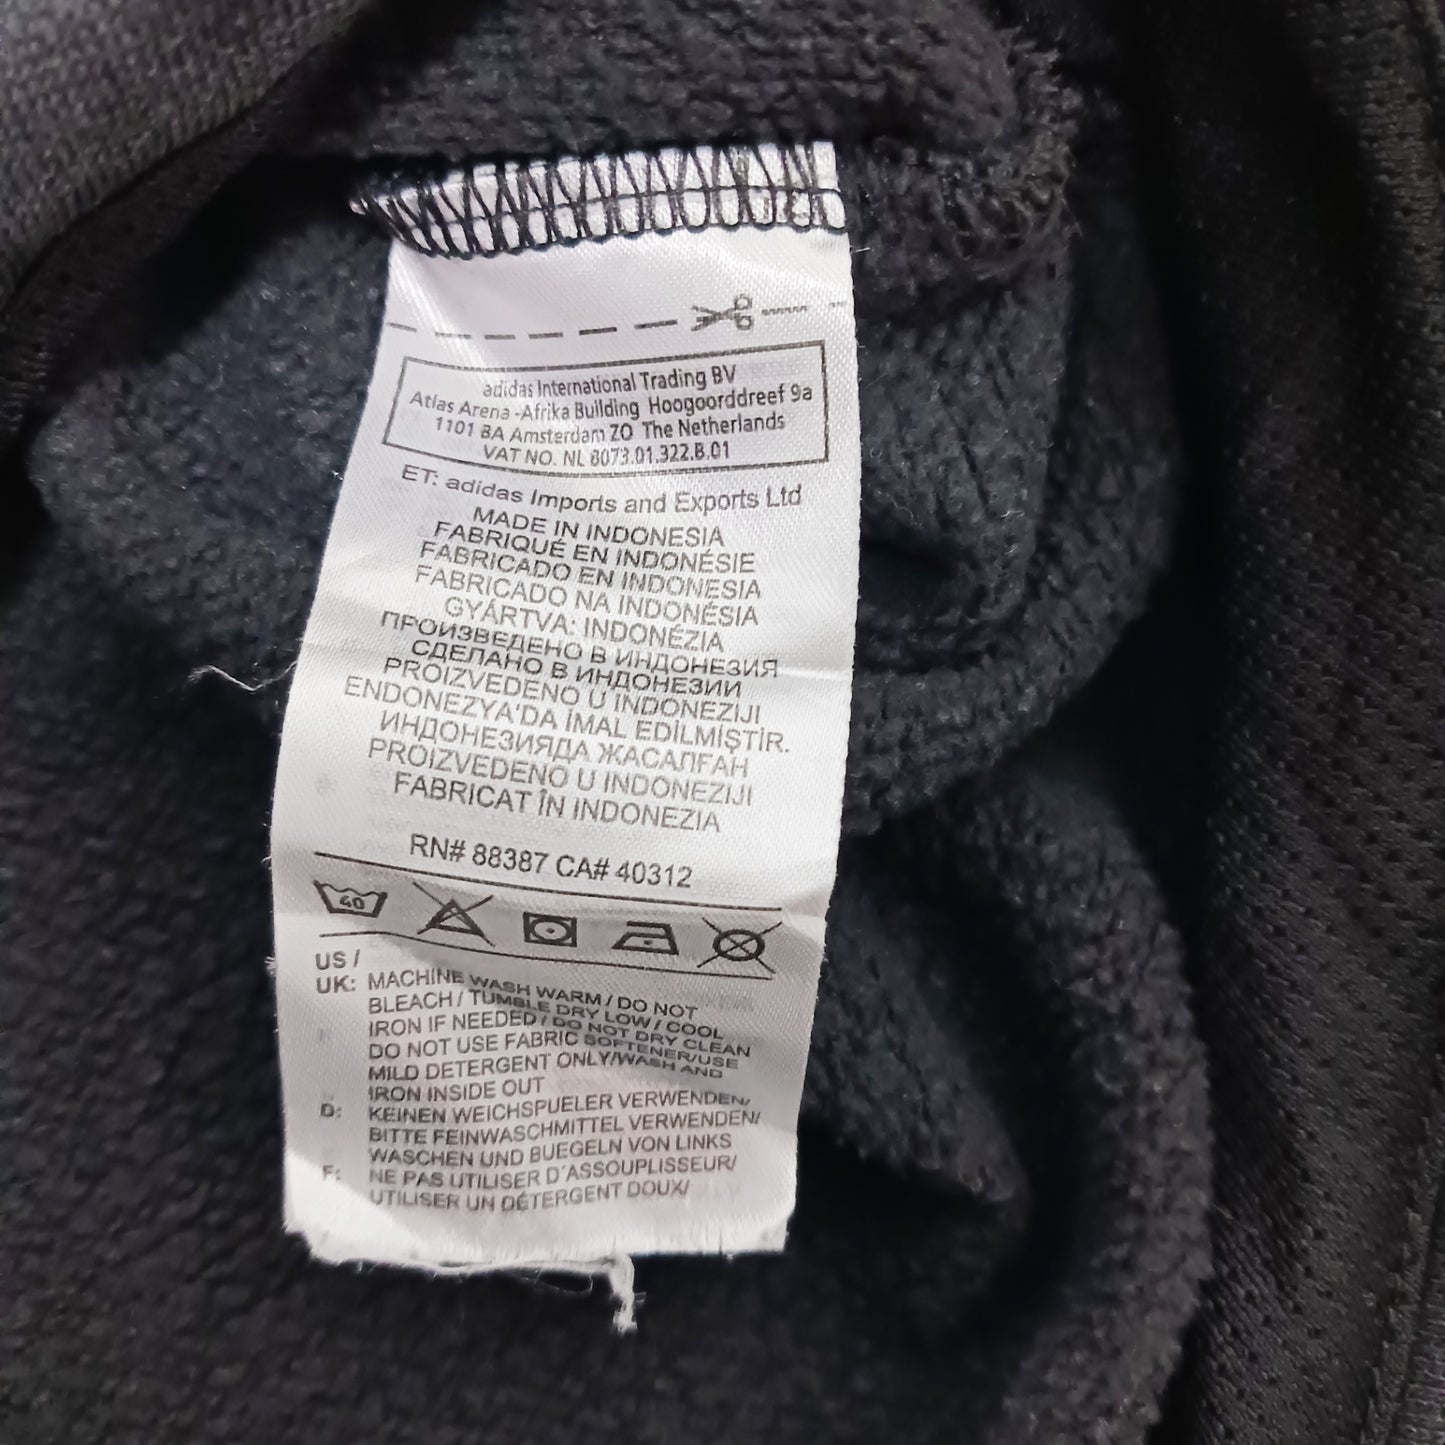 adidas International Trading BV
Atlas Arena -Afrika Building Hoogoorddreef 9a
1101 BA Amsterdam ZO The Netherlands
VAT NO. NL 8073.01.322.B.01
ET: adidas Imports and Exports Ltd
MADE IN INDONESIA
FABRIQUÉ EN INDONÉSIE
FABRICADO EN INDONESIA
FABRICADO NA INDONÉSIA
GYÁRTVA: INDONÉZIA
ПРОИЗВЕДЕНО В ИНДОНЕЗИЯ
СДЕЛАНО В ИНДОНЕЗИИ
PROIZVEDENO U INDONEZIJI
ENDONEZYA'DA İMAL EDİLMİŞTİR.
ИНДОНЕЗИЯДА ЖАСАЛҒАН
PROIZVEDENO U INDONEZIJI
FABRICAT ÎN INDONEZIA
RN# 88387 CA# 40312
40
US /
UK: MACHINE WASH WARM / DO NOT
BLEACH / TUMBLE DRY LOW / COOL
IRON IF NEEDED / DO NOT DRY CLEAN
DO NOT USE FABRIC SOFTENER/USE
MILD DETERGENT ONLY/WASH AND
IRON INSIDE OUT
D: KEINEN WEICHSPUELER VERWENDEN/
BITTE FEINWASCHMITTEL VERWENDEN/
WASCHEN UND BUEGELN VON LINKS
F: NE PAS UTILISER D´ASSOUPLISSEUR/
UTILISER UN DÉTERGENT DOUX/